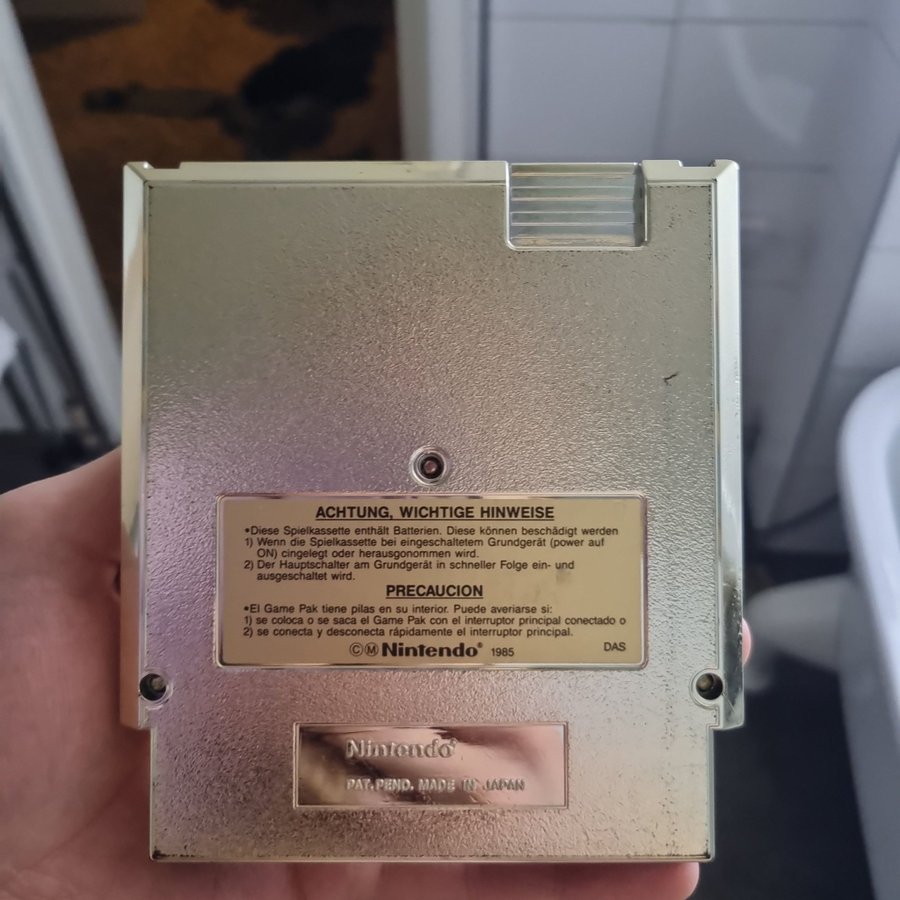 ACHTUNG, WICHTIGE HINWEISE
•Diese Spielkassette enthält Batterien. Diese können beschädigt werden
1) Wenn die Spielkassette bei eingeschaltetem Grundgerät (power auf
ON) eingelegt oder herausgonommen wird.
2) Der Hauptschalter am Grundgerät in schneller Folge ein- und
ausgeschaltet wird.
PRECAUCION
•El Game Pak tiene pilas en su interior. Puede averiarse si:
1) se coloca o se saca el Game Pak con el interruptor principal conectado o
2) se conecta y desconecta rápidamente el interruptor principal.
ⒸⓂ Nintendo® 1985 DAS
Nintendo®
PAT. PEND. MADE IN JAPAN